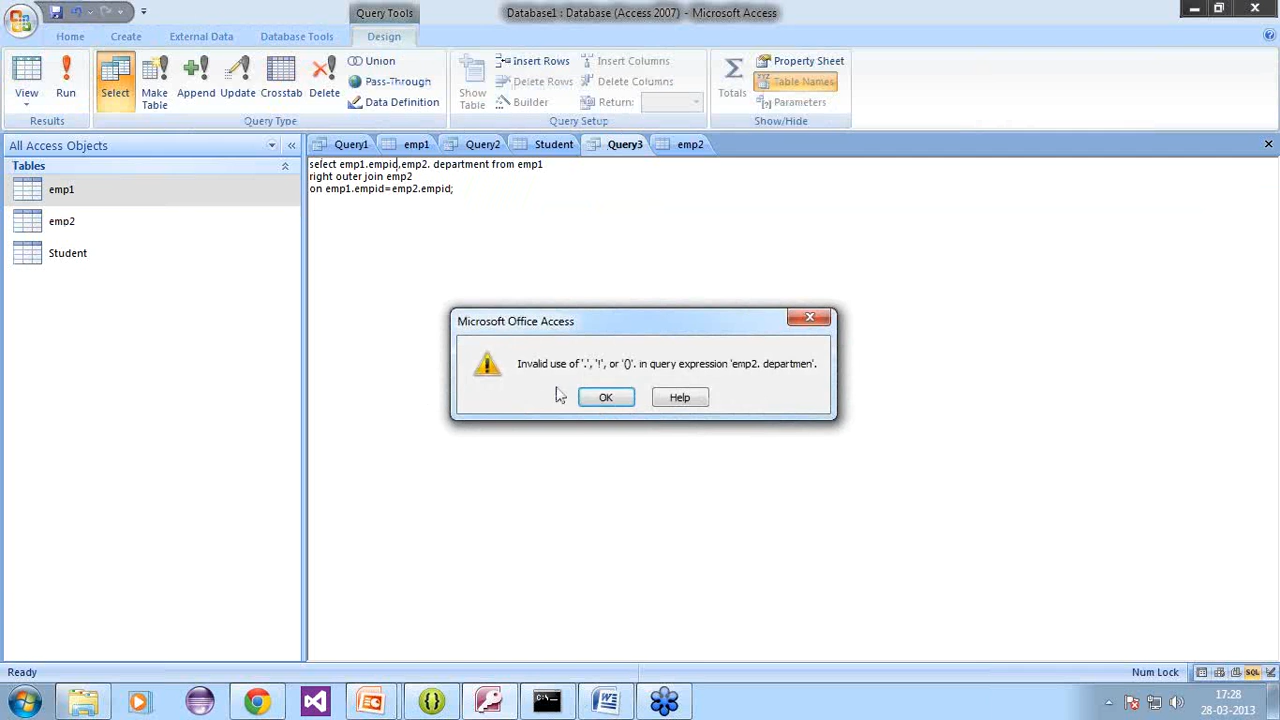 Query Tools
Database1 : Database (Access 2007) - Microsoft Access
Home Create External Data Database Tools Design
View Run Select Make Table Append Update Crosstab Delete
Union
Pass-Through
Data Definition
Show Table
Insert Rows
Delete Rows
Builder
Insert Columns
Delete Columns
Return:
Σ Totals
Property Sheet
XYZ Table Names
Parameters
Results Query Type Query Setup Show/Hide
All Access Objects
Query1 emp1 Query2 Student Query3 emp2
Tables
emp1
emp2
Student
select emp1.empid,emp2. department from emp1
right outer join emp2
on emp1.empid=emp2.empid;
Microsoft Office Access
Invalid use of '.', '!', or '()'. in query expression 'emp2. departmen'.
OK Help
Ready
Num Lock
SQL
17:28
28-03-2013